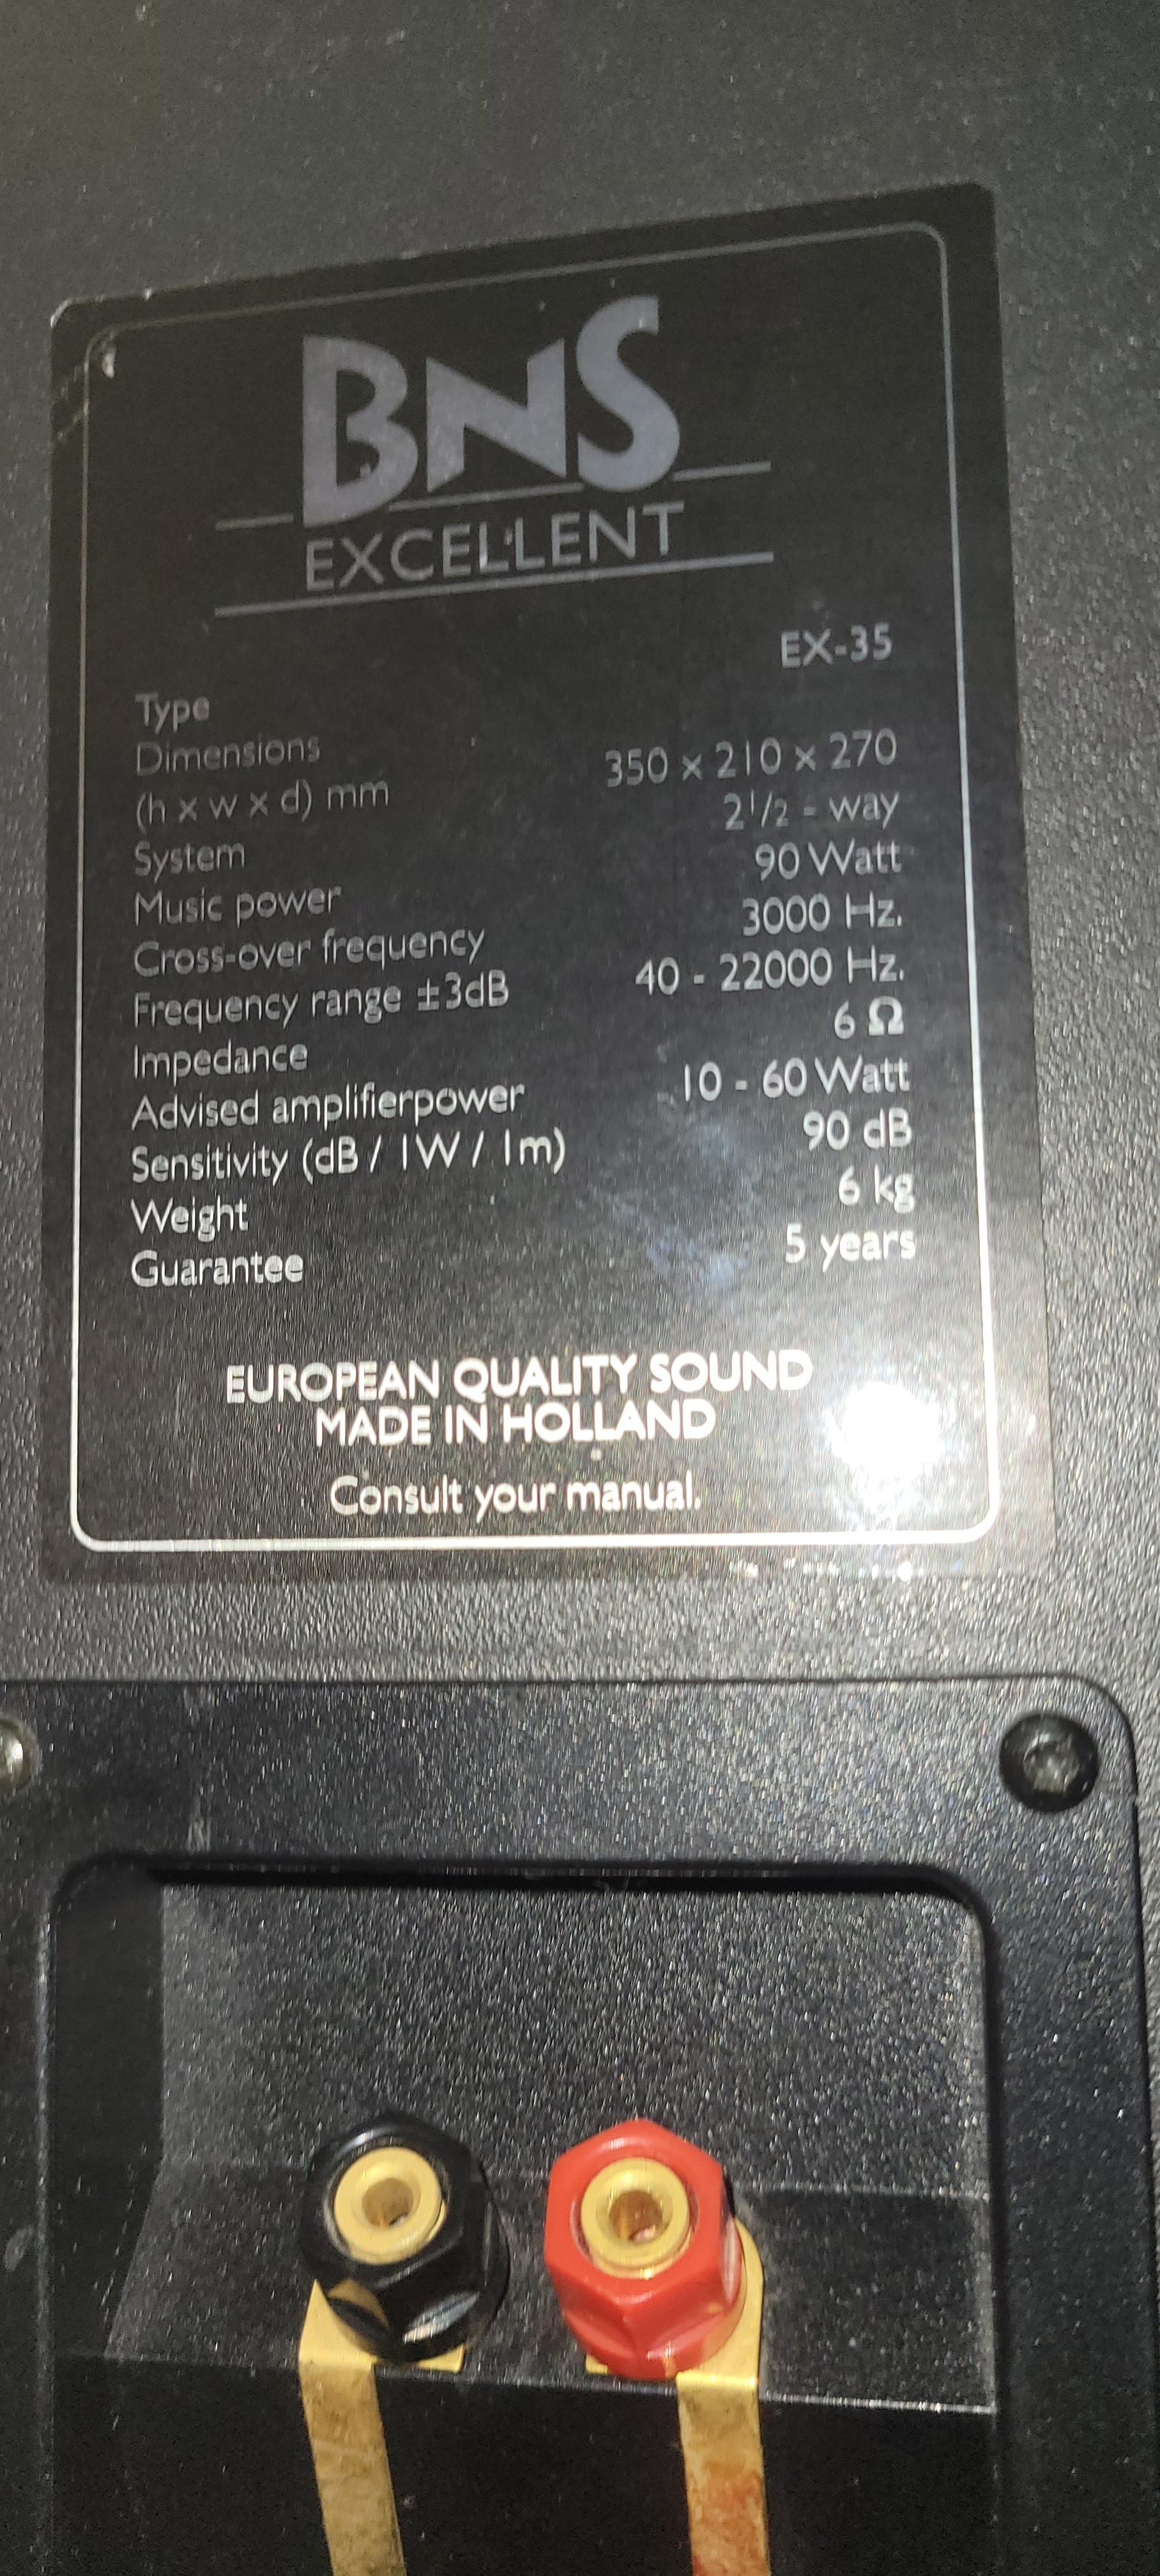 BNS
EXCELLENT
Type EX-35
Dimensions
(h x w x d) mm 350 x 210 x 270
System 2 1/2 - way
Music power 90 Watt
Cross-over frequency 3000 Hz.
Frequency range ±3dB 40 - 22000 Hz.
Impedance 6 Ω
Advised amplifierpower 10 - 60 Watt
Sensitivity (dB / 1W / 1m) 90 dB
Weight 6 kg
Guarantee 5 years
EUROPEAN QUALITY SOUND
MADE IN HOLLAND
Consult your manual.